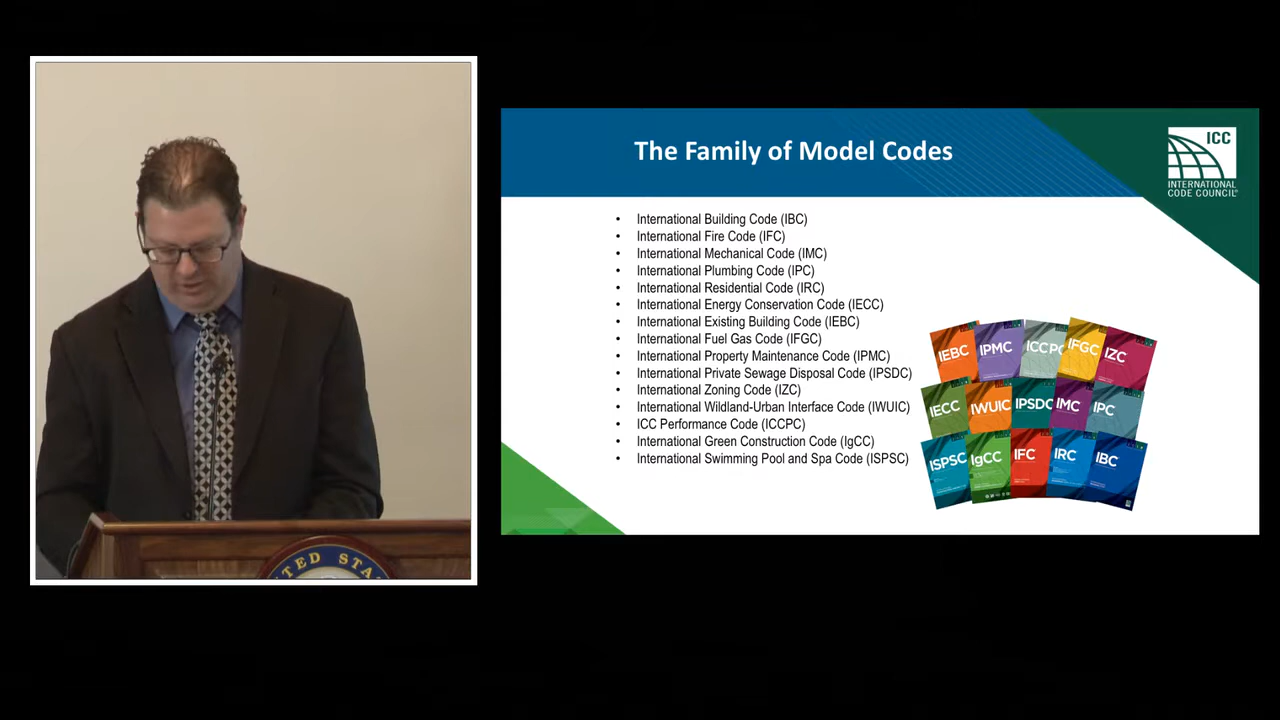 The Family of Model Codes
ICC
INTERNATIONAL
CODE COUNCIL
• International Building Code (IBC)
• International Fire Code (IFC)
• International Mechanical Code (IMC)
• International Plumbing Code (IPC)
• International Residential Code (IRC)
• International Energy Conservation Code (IECC)
• International Existing Building Code (IEBC)
• International Fuel Gas Code (IFGC)
• International Property Maintenance Code (IPMC)
• International Private Sewage Disposal Code (IPSDC)
• International Zoning Code (IZC)
• International Wildland-Urban Interface Code (IWUIC)
• ICC Performance Code (ICCPC)
• International Green Construction Code (IgCC)
• International Swimming Pool and Spa Code (ISPSC)
IEBC IPMC ICCPC IFGC IZC
IECC IWUIC IPSDC IMC IPC
ISPSC IgCC IFC IRC IBC
TED STA